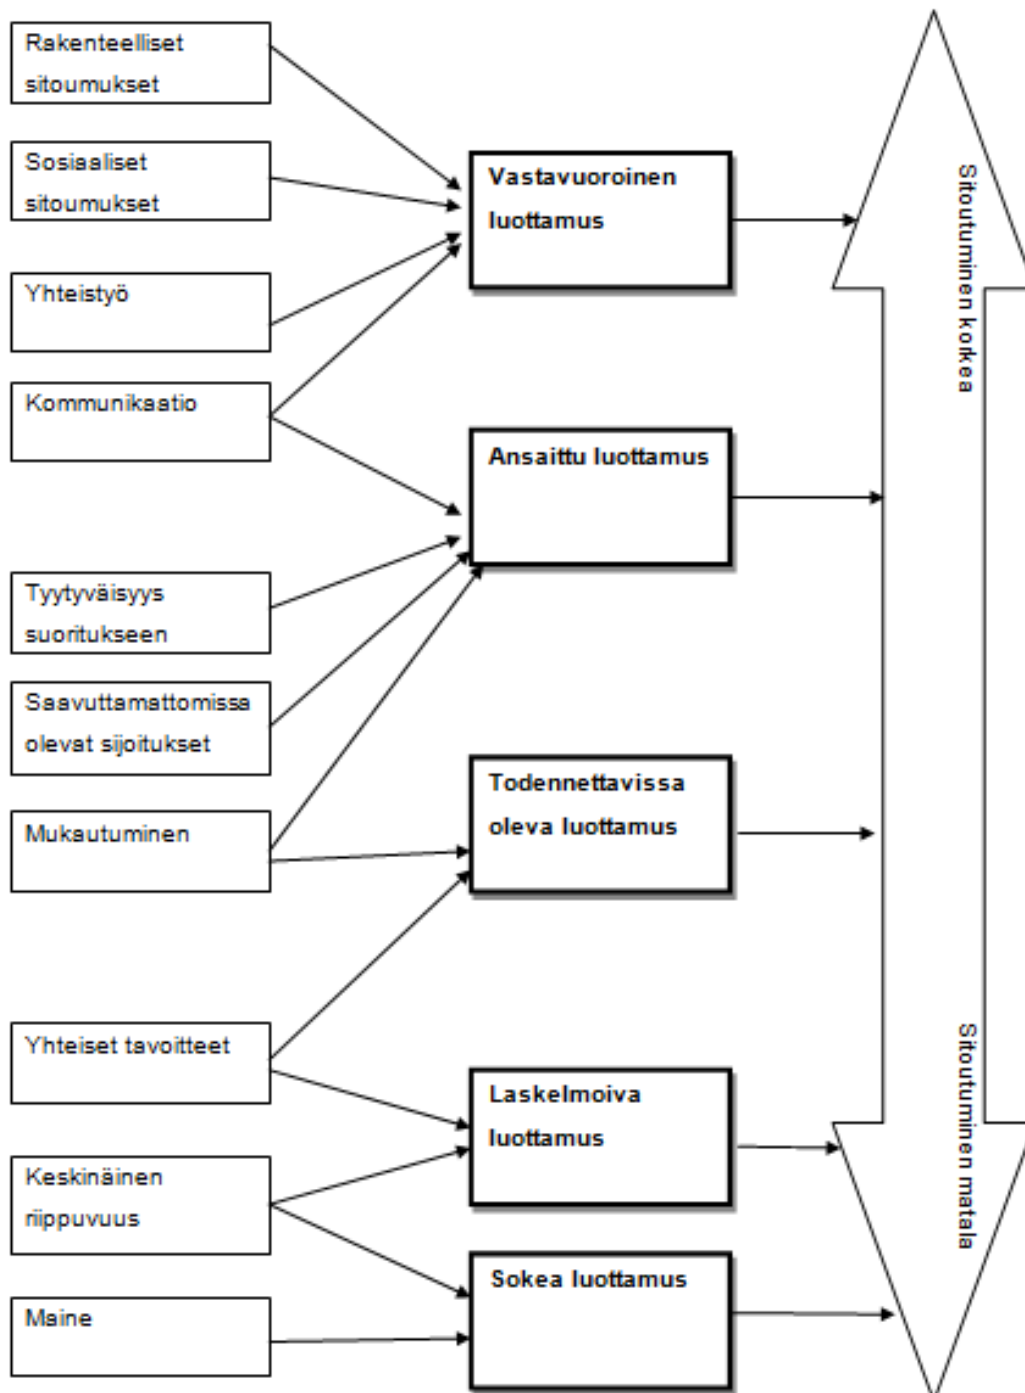 Rakenteelliset
sitoumukset
Sosiaaliset
sitoumukset
Yhteistyö
Kommunikaatio
Tyytyväisyys
suoritukseen
Saavuttamattomissa
olevat sijoitukset
Mukautuminen
Yhteiset tavoitteet
Keskinäinen
riippuvuus
Maine
Vastavuoroinen
luottamus
Ansaittu luottamus
Todennettavissa
oleva luottamus
Laskelmoiva
luottamus
Sokea luottamus
Sitoutuminen korkea
Sitoutuminen matala